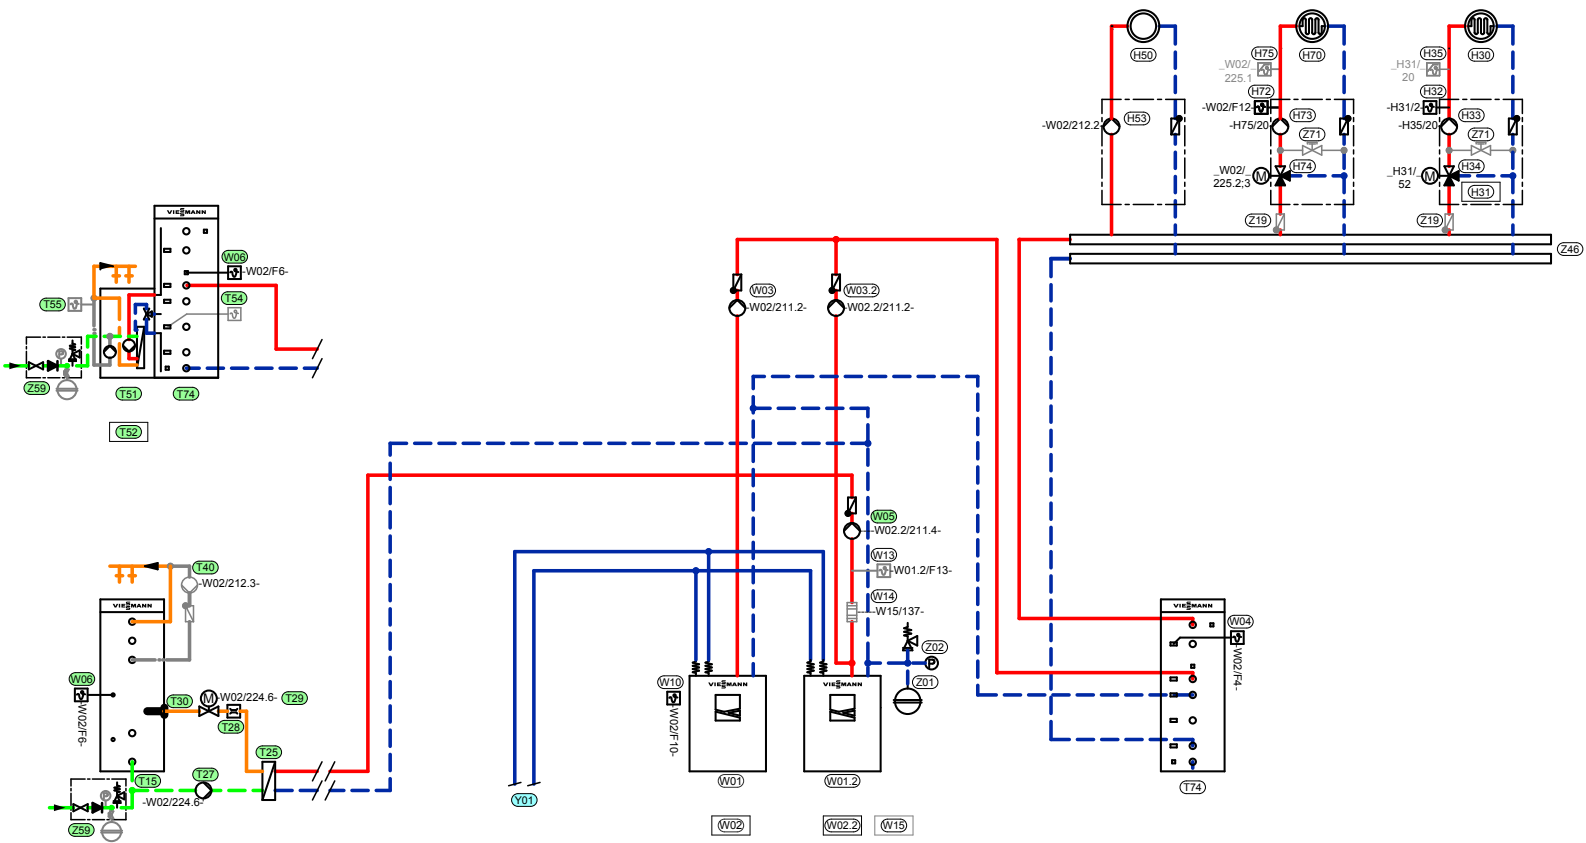 H50
H75
H70
H35
H30
_W02/_
225.1
_H31/_
20
H72
H32
-W02/F12-
-H31/2-
-W02/212.2
H53
-H75/20
H73
-H35/20
H33
Z71
Z71
_W02/_
225.2;3
M
H74
_H31/_
52
M
H34
H31
Z19
Z19
Z46
VIESMANN
W06
-W02/F6-
T55
T54
P
Z59
T51
T74
T52
W03
-W02/211.2-
W03.2
-W02.2/211.2-
W05
-W02.2/211.4-
W13
-W01.2/F13-
W14
-W15/137-
T40
-W02/212.3-
VIESMANN
W06
-W02/F6-
T30
M
-W02/224.6-
T29
T28
T25
T27
T15
-W02/224.6-
P
Z59
Y01
W10
-W02/F10-
VIESMANN
VIESMANN
Z02
P
Z01
W01
W01.2
W02
W02.2
W15
VIESMANN
W04
-W02/F4-
T74